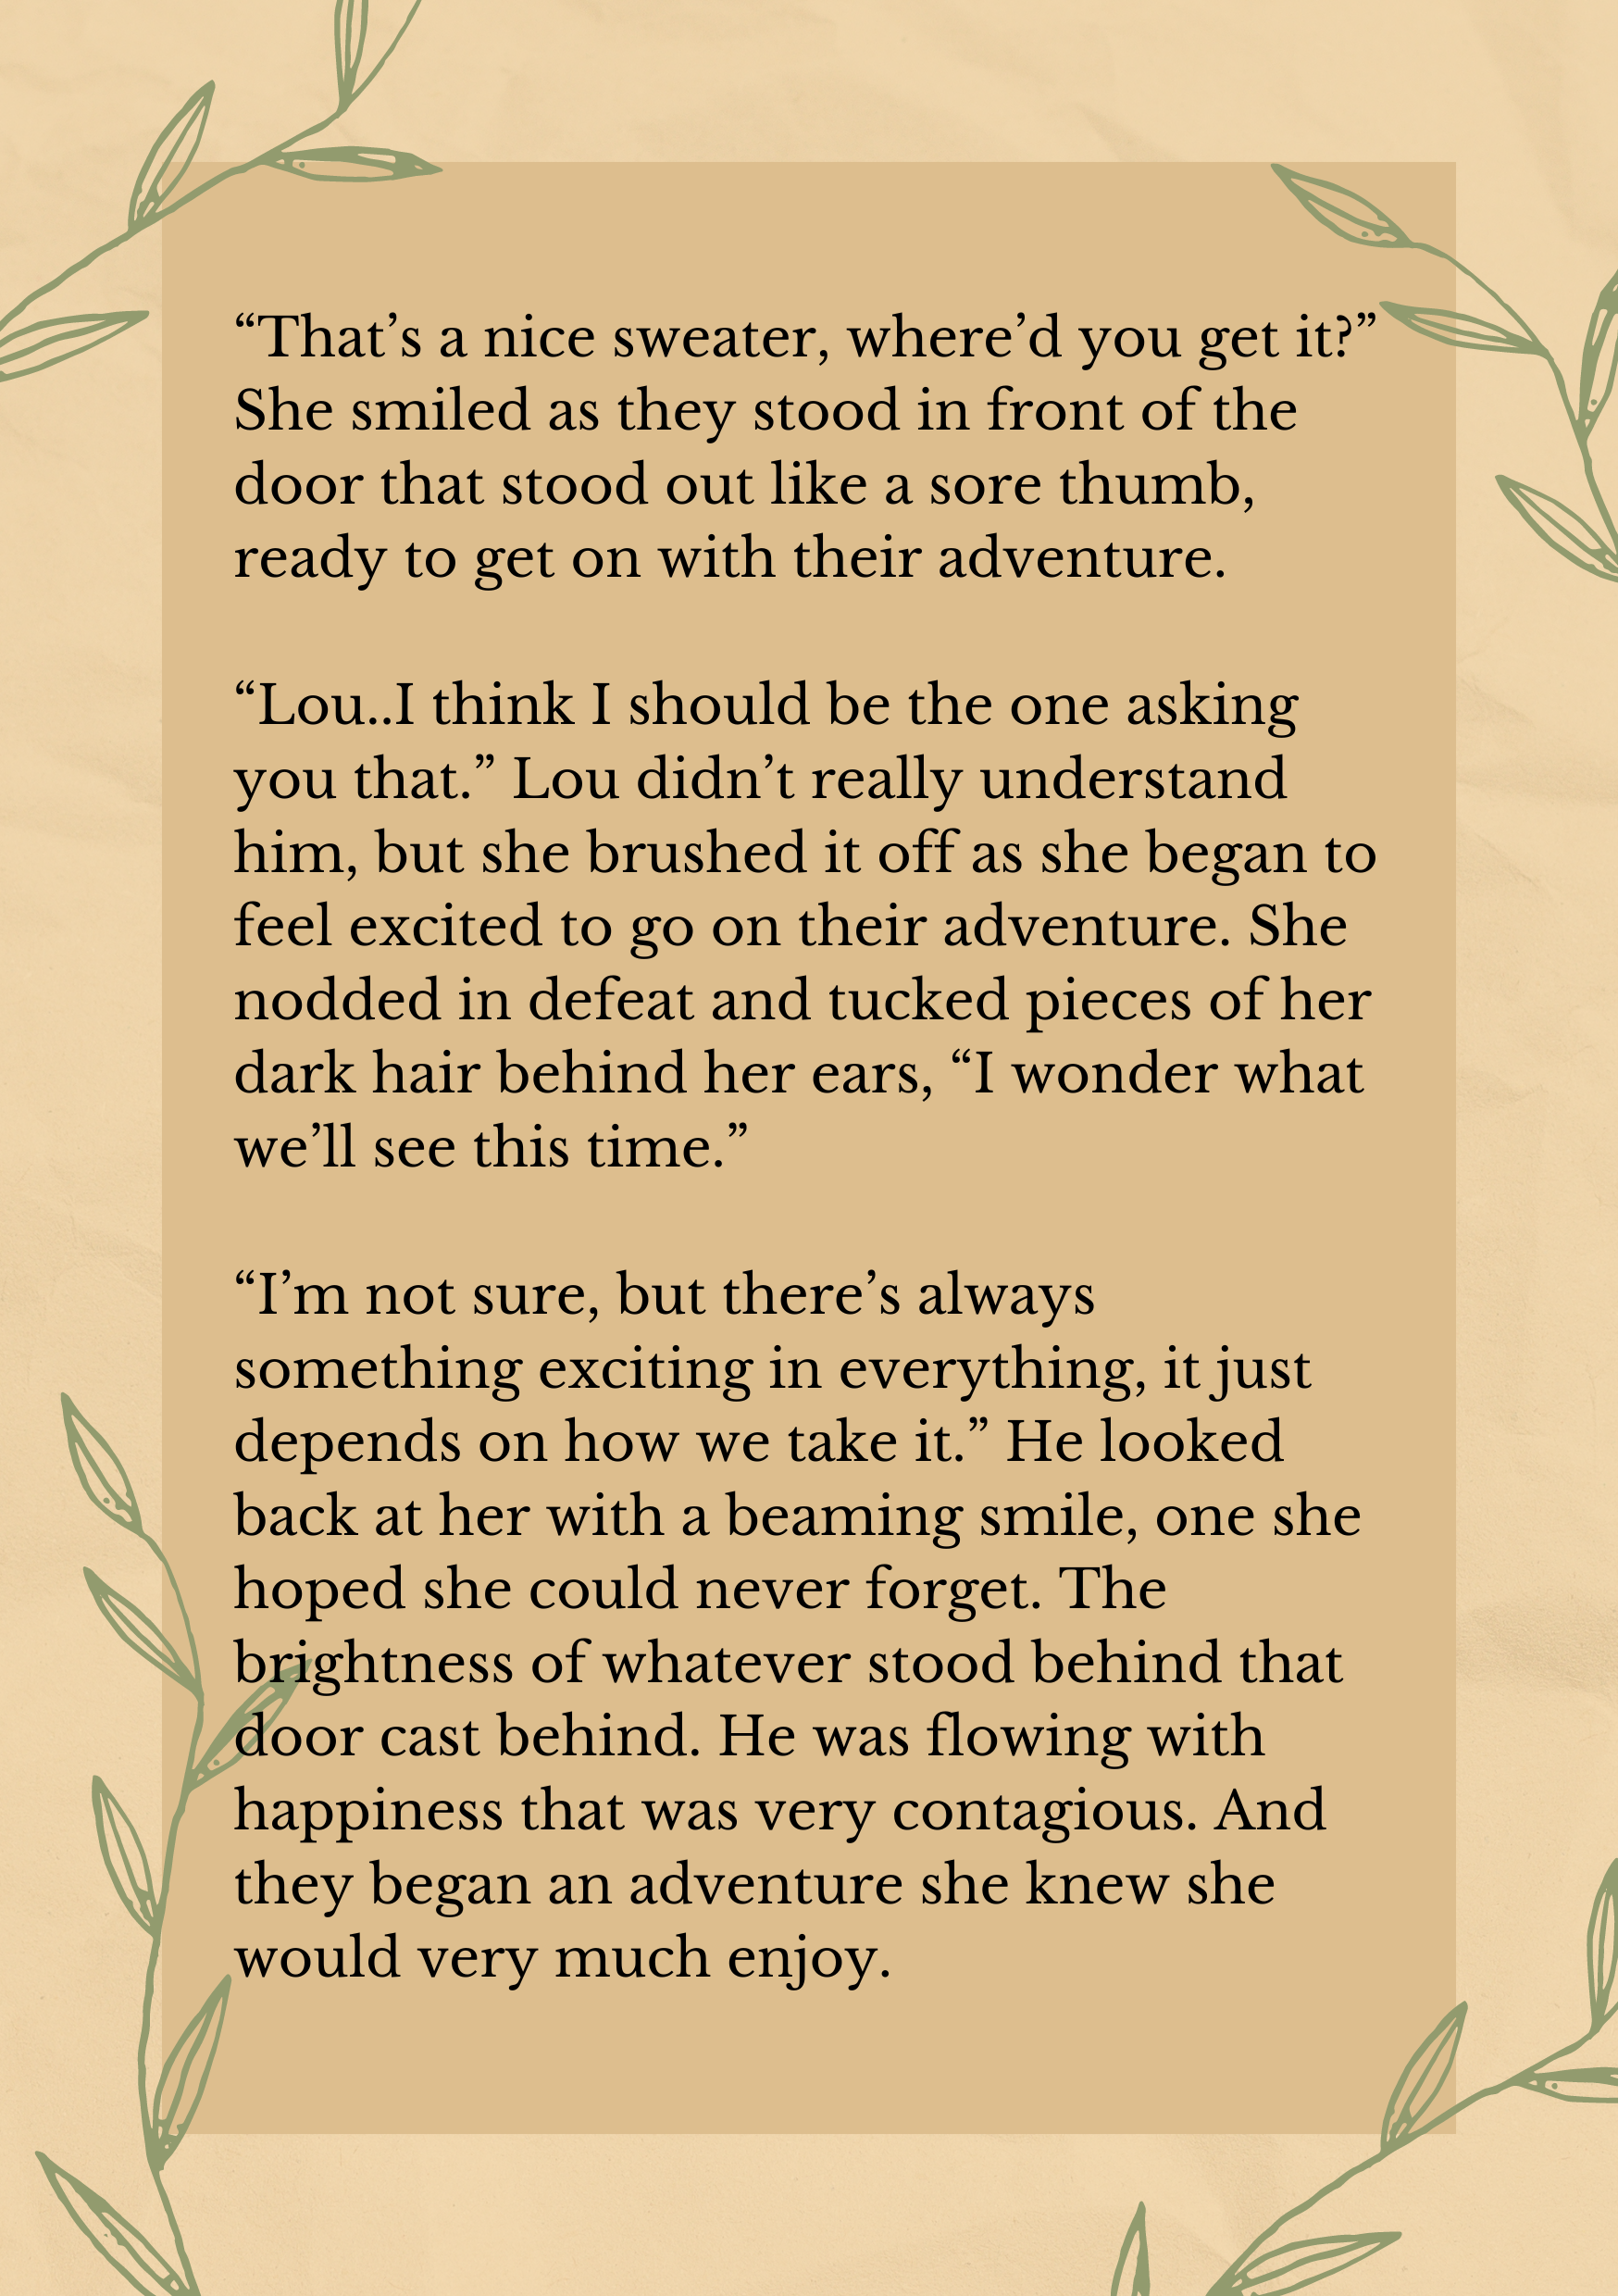 “That’s a nice sweater, where’d you get it?”
She smiled as they stood in front of the
door that stood out like a sore thumb,
ready to get on with their adventure.
“Lou..I think I should be the one asking
you that.” Lou didn’t really understand
him, but she brushed it off as she began to
feel excited to go on their adventure. She
nodded in defeat and tucked pieces of her
dark hair behind her ears, “I wonder what
we’ll see this time.”
“I’m not sure, but there’s always
something exciting in everything, it just
depends on how we take it.” He looked
back at her with a beaming smile, one she
hoped she could never forget. The
brightness of whatever stood behind that
door cast behind. He was flowing with
happiness that was very contagious. And
they began an adventure she knew she
would very much enjoy.